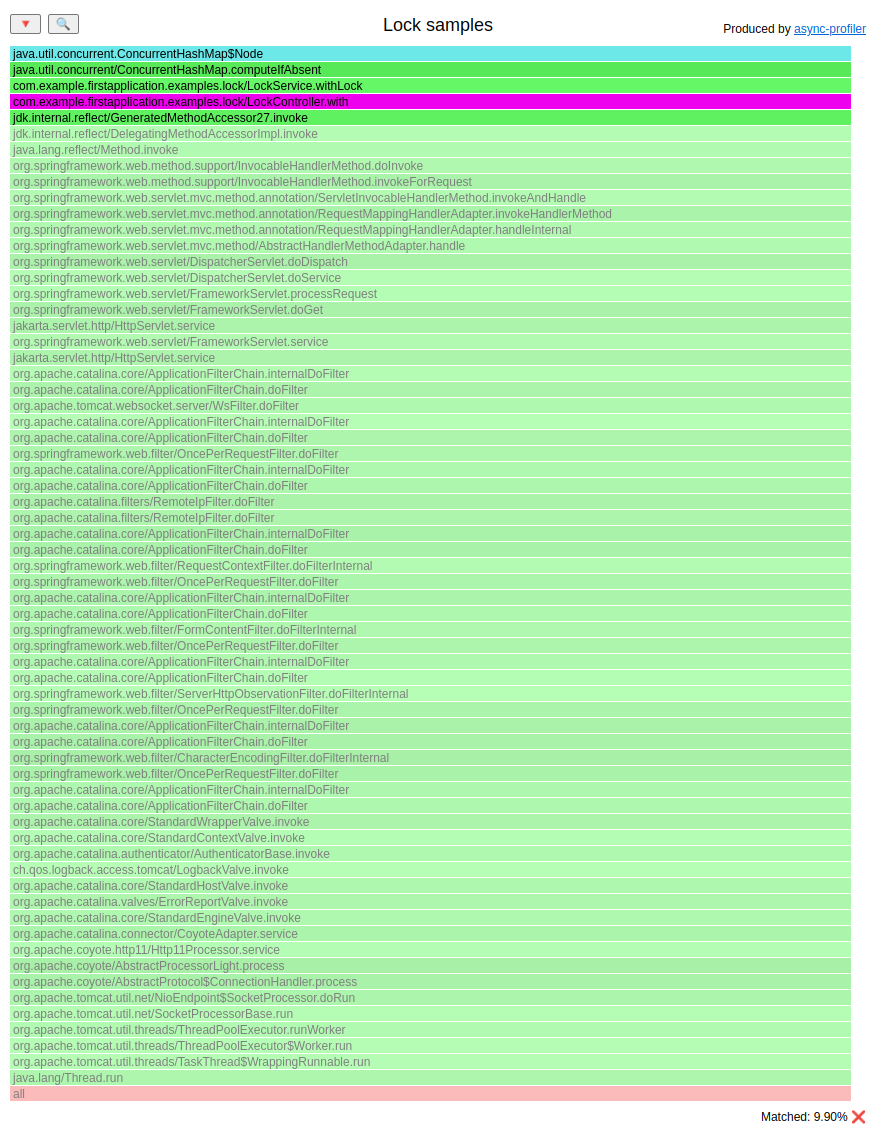 Lock samples
Produced by async-profiler
java.util.concurrent.ConcurrentHashMap$Node
java.util.concurrent/ConcurrentHashMap.computeIfAbsent
com.example.firstapplication.examples.lock/LockService.withLock
com.example.firstapplication.examples.lock/LockController.with
jdk.internal.reflect/GeneratedMethodAccessor27.invoke
jdk.internal.reflect/DelegatingMethodAccessorImpl.invoke
java.lang.reflect/Method.invoke
org.springframework.web.method.support/InvocableHandlerMethod.doInvoke
org.springframework.web.method.support/InvocableHandlerMethod.invokeForRequest
org.springframework.web.servlet.mvc.method.annotation/ServletInvocableHandlerMethod.invokeAndHandle
org.springframework.web.servlet.mvc.method.annotation/RequestMappingHandlerAdapter.invokeHandlerMethod
org.springframework.web.servlet.mvc.method.annotation/RequestMappingHandlerAdapter.handleInternal
org.springframework.web.servlet.mvc.method/AbstractHandlerMethodAdapter.handle
org.springframework.web.servlet/DispatcherServlet.doDispatch
org.springframework.web.servlet/DispatcherServlet.doService
org.springframework.web.servlet/FrameworkServlet.processRequest
org.springframework.web.servlet/FrameworkServlet.doGet
jakarta.servlet.http/HttpServlet.service
org.springframework.web.servlet/FrameworkServlet.service
jakarta.servlet.http/HttpServlet.service
org.apache.catalina.core/ApplicationFilterChain.internalDoFilter
org.apache.catalina.core/ApplicationFilterChain.doFilter
org.apache.tomcat.websocket.server/WsFilter.doFilter
org.apache.catalina.core/ApplicationFilterChain.internalDoFilter
org.apache.catalina.core/ApplicationFilterChain.doFilter
org.springframework.web.filter/OncePerRequestFilter.doFilter
org.apache.catalina.core/ApplicationFilterChain.internalDoFilter
org.apache.catalina.core/ApplicationFilterChain.doFilter
org.apache.catalina.filters/RemoteIpFilter.doFilter
org.apache.catalina.filters/RemoteIpFilter.doFilter
org.apache.catalina.core/ApplicationFilterChain.internalDoFilter
org.apache.catalina.core/ApplicationFilterChain.doFilter
org.springframework.web.filter/RequestContextFilter.doFilterInternal
org.springframework.web.filter/OncePerRequestFilter.doFilter
org.apache.catalina.core/ApplicationFilterChain.internalDoFilter
org.apache.catalina.core/ApplicationFilterChain.doFilter
org.springframework.web.filter/FormContentFilter.doFilterInternal
org.springframework.web.filter/OncePerRequestFilter.doFilter
org.apache.catalina.core/ApplicationFilterChain.internalDoFilter
org.apache.catalina.core/ApplicationFilterChain.doFilter
org.springframework.web.filter/ServerHttpObservationFilter.doFilterInternal
org.springframework.web.filter/OncePerRequestFilter.doFilter
org.apache.catalina.core/ApplicationFilterChain.internalDoFilter
org.apache.catalina.core/ApplicationFilterChain.doFilter
org.springframework.web.filter/CharacterEncodingFilter.doFilterInternal
org.springframework.web.filter/OncePerRequestFilter.doFilter
org.apache.catalina.core/ApplicationFilterChain.internalDoFilter
org.apache.catalina.core/ApplicationFilterChain.doFilter
org.apache.catalina.core/StandardWrapperValve.invoke
org.apache.catalina.core/StandardContextValve.invoke
org.apache.catalina.authenticator/AuthenticatorBase.invoke
ch.qos.logback.access.tomcat/LogbackValve.invoke
org.apache.catalina.core/StandardHostValve.invoke
org.apache.catalina.valves/ErrorReportValve.invoke
org.apache.catalina.core/StandardEngineValve.invoke
org.apache.catalina.connector/CoyoteAdapter.service
org.apache.coyote.http11/Http11Processor.service
org.apache.coyote/AbstractProcessorLight.process
org.apache.coyote/AbstractProtocol$ConnectionHandler.process
org.apache.tomcat.util.net/NioEndpoint$SocketProcessor.doRun
org.apache.tomcat.util.net/SocketProcessorBase.run
org.apache.tomcat.util.threads/ThreadPoolExecutor.runWorker
org.apache.tomcat.util.threads/ThreadPoolExecutor$Worker.run
org.apache.tomcat.util.threads/TaskThread$WrappingRunnable.run
java.lang/Thread.run
all
Matched: 9.90%